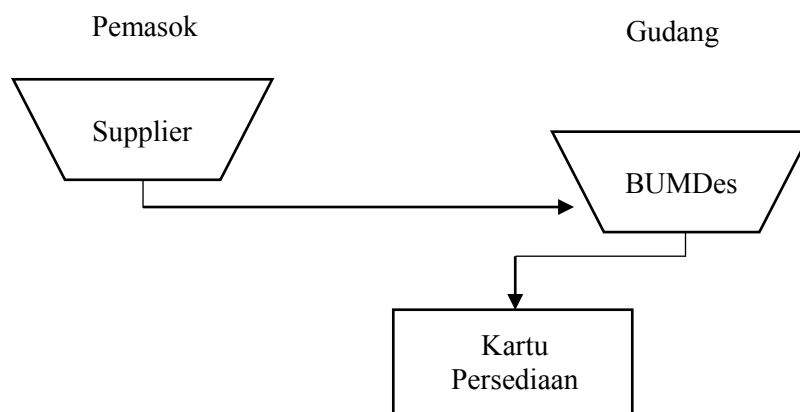 Pemasok
Gudang
Supplier
BUMDes
Kartu
Persediaan